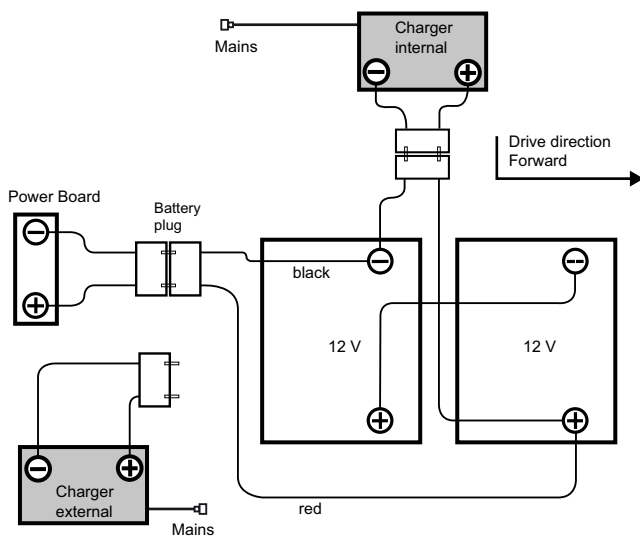 Charger
internal
Mains
Drive direction
Forward
Power Board
Battery
plug
black
12 V
12 V
Charger
external
red
Mains